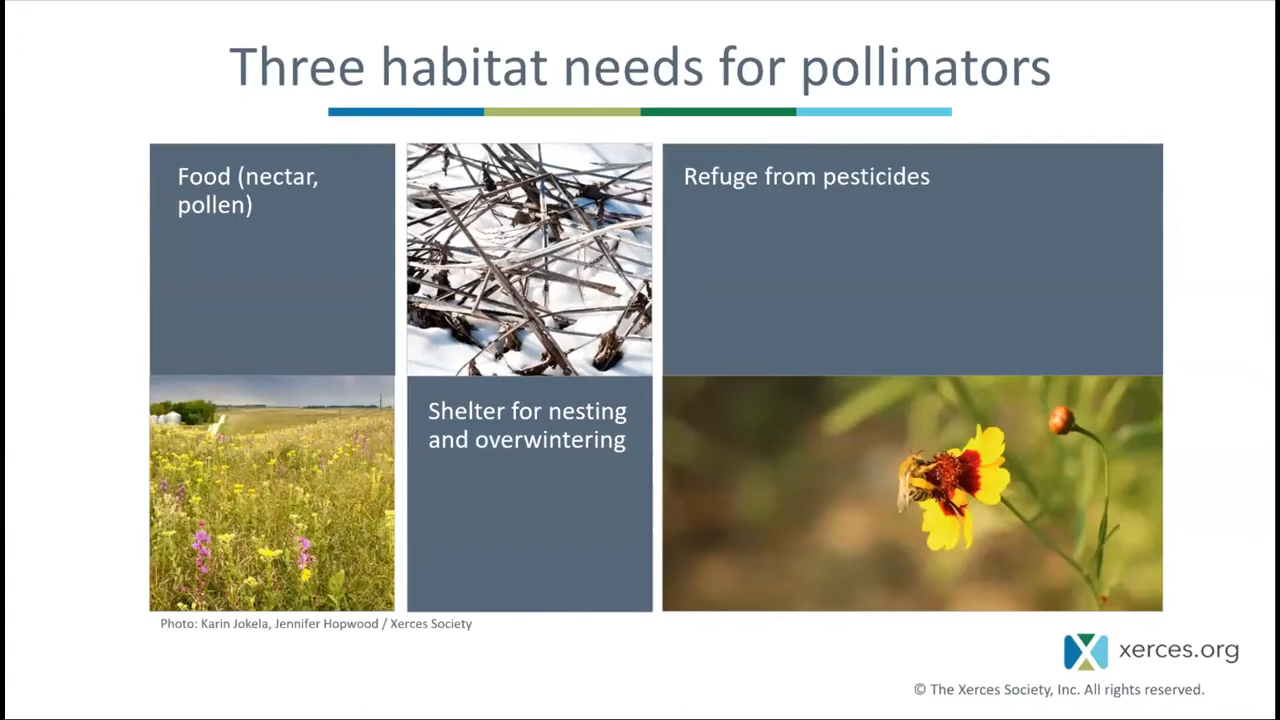 Three habitat needs for pollinators
Food (nectar,
pollen)
Shelter for nesting
and overwintering
Refuge from pesticides
Photo: Karin Jokela, Jennifer Hopwood / Xerces Society
xerces.org
© The Xerces Society, Inc. All rights reserved.